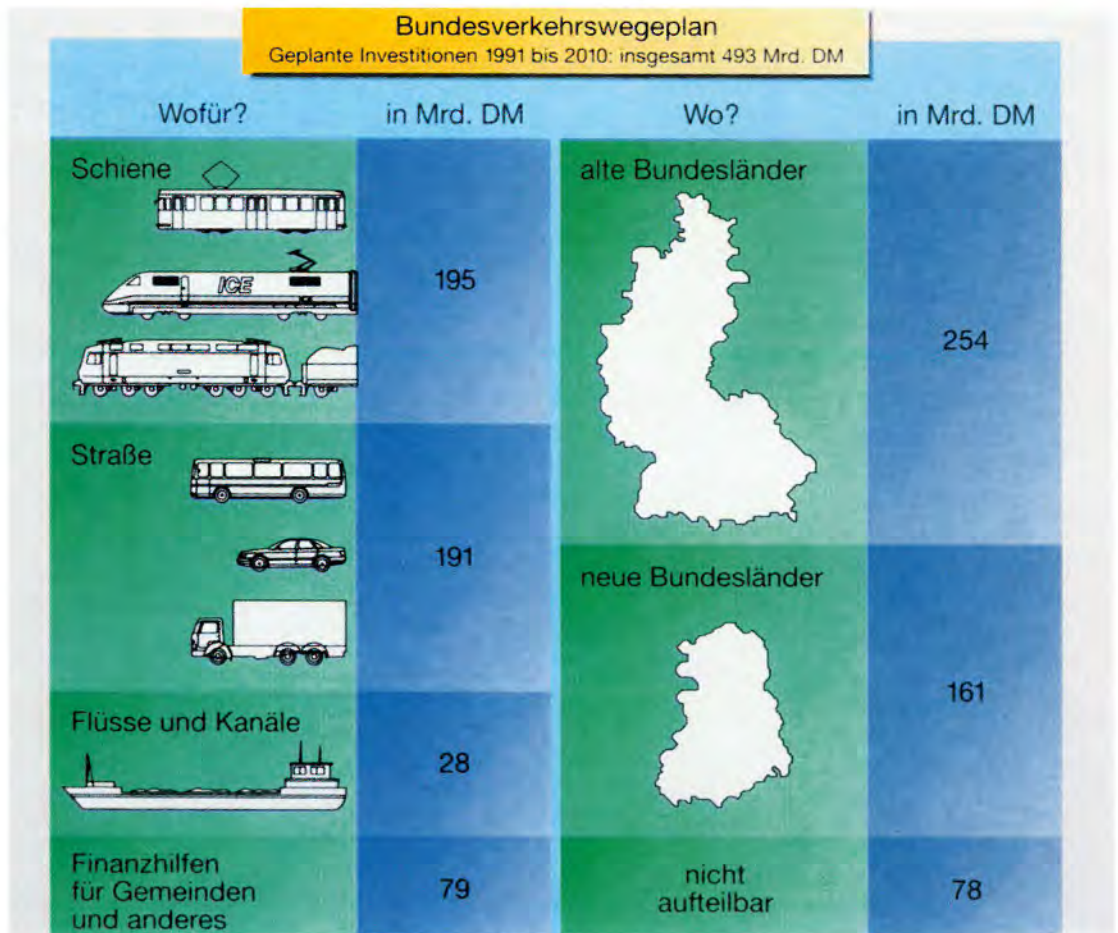 Bundesverkehrswegeplan
Geplante Investitionen 1991 bis 2010: insgesamt 493 Mrd. DM
Wofür?
in Mrd. DM
Wo?
in Mrd. DM
Schiene
ICE
195
alte Bundesländer
254
Straße
191
neue Bundesländer
161
Flüsse und Kanäle
28
Finanzhilfen
für Gemeinden
und anderes
79
nicht
aufteilbar
78